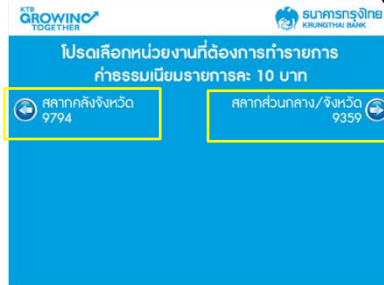 KTB
GROWING
TOGETHER
ธนาคารกรุงไทย
KRUNGTHAI BANK
โปรดเลือกหน่วยงานที่ต้องการทำรายการ
ค่าธรรมเนียมรายการละ 10 บาท
สลากคลังจังหวัด
9794
สลากส่วนกลาง/จังหวัด
9359